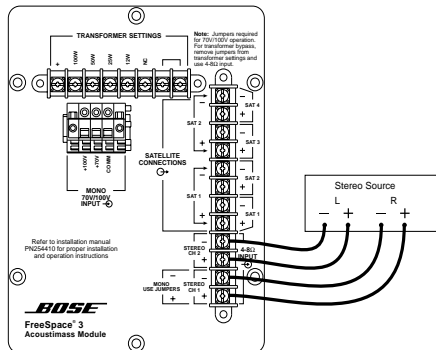 TRANSFORMER SETTINGS
Note: Jumpers required
for 70V/100V operation.
For transformer bypass,
remove jumpers from
transformer settings and
use 4-8Ω input.
+ 100W 50W 25W 12W NC
− SAT 4
+
− SAT 2
+
− SAT 3
+
SATELLITE
CONNECTIONS
− SAT 2
+
− SAT 1
+
− SAT 1
+
+100V +70V COMM
MONO
70V/100V
INPUT
Refer to installation manual
PN254410 for proper installation
and operation instructions
STEREO
CH 2
− +
4-8Ω
INPUT
MONO
USE JUMPERS
− +
STEREO
CH 1
− +
Stereo Source
L R
− + − +
BOSE
FreeSpace® 3
Acoustimass Module